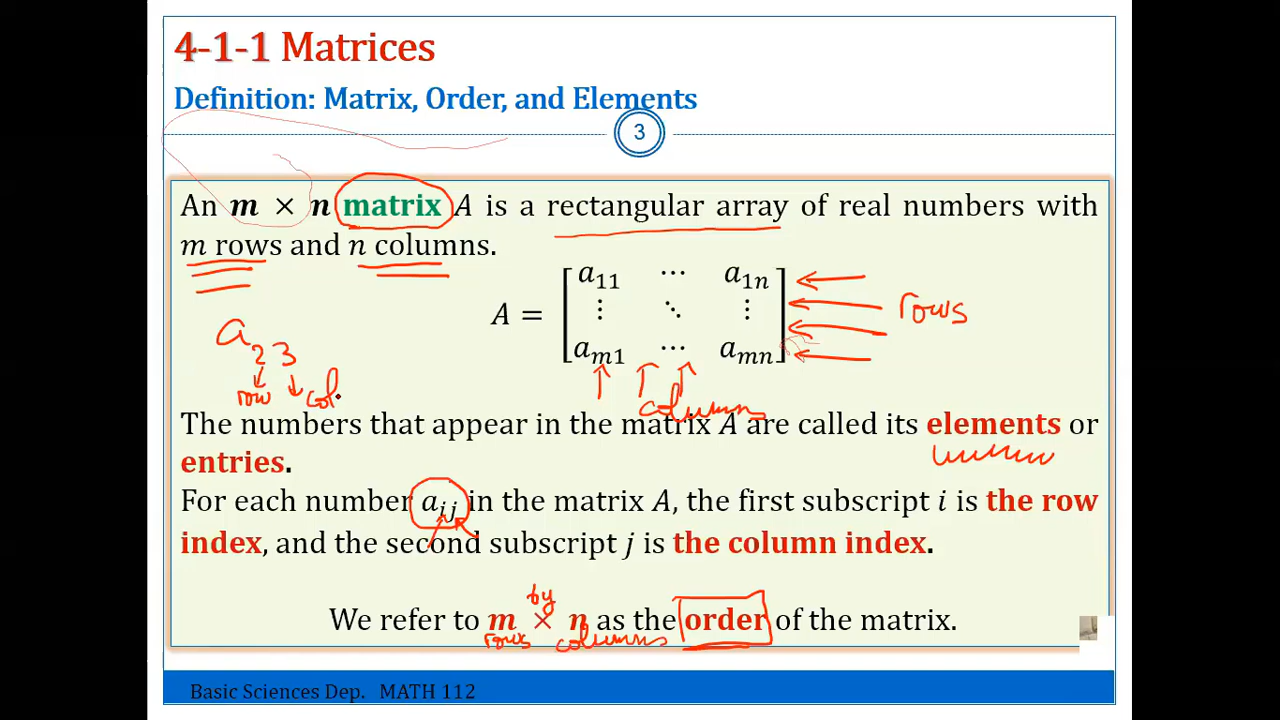 4-1-1 Matrices
Definition: Matrix, Order, and Elements
3
An m × n matrix A is a rectangular array of real numbers with
m rows and n columns.
A = [a11 ⋯ a1n
⋮ ⋱ ⋮
am1 ⋯ amn]
rows
columns
a23
row col
The numbers that appear in the matrix A are called its elements or
entries.
For each number aij in the matrix A, the first subscript i is the row
index, and the second subscript j is the column index.
by
We refer to m × n as the order of the matrix.
rows columns
Basic Sciences Dep. MATH 112